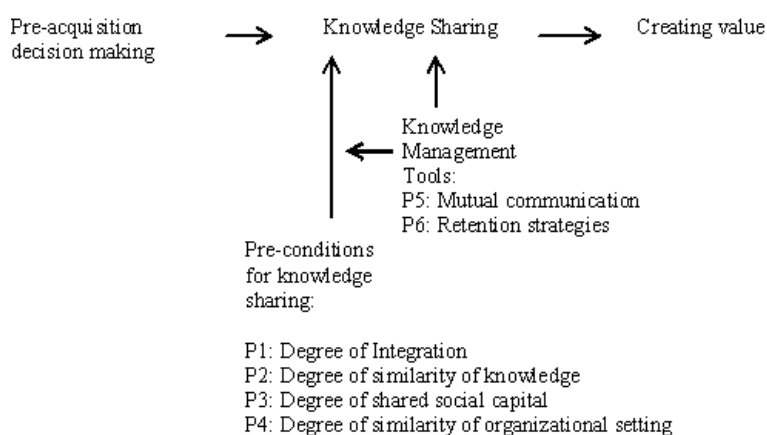 Pre-acquisition
decision making
Knowledge Sharing
Creating value
Knowledge
Management
Tools:
P5: Mutual communication
P6: Retention strategies
Pre-conditions
for knowledge
sharing:
P1: Degree of Integration
P2: Degree of similarity of knowledge
P3: Degree of shared social capital
P4: Degree of similarity of organizational setting